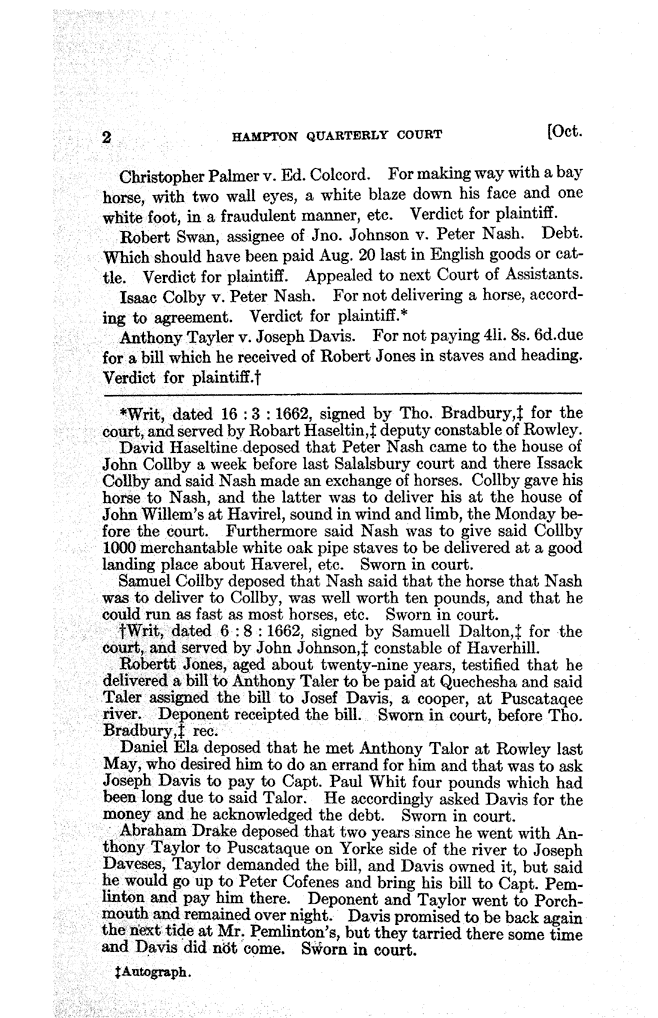 2 HAMPTON QUARTERLY COURT [Oct.
Christopher Palmer v. Ed. Colcord. For making way with a bay
horse, with two wall eyes, a white blaze down his face and one
white foot, in a fraudulent manner, etc. Verdict for plaintiff.
Robert Swan, assignee of Jno. Johnson v. Peter Nash. Debt.
Which should have been paid Aug. 20 last in English goods or cat-
tle. Verdict for plaintiff. Appealed to next Court of Assistants.
Isaac Colby v. Peter Nash. For not delivering a horse, accord-
ing to agreement. Verdict for plaintiff.*
Anthony Tayler v. Joseph Davis. For not paying 4li. 8s. 6d.due
for a bill which he received of Robert Jones in staves and heading.
Verdict for plaintiff.†
*Writ, dated 16 : 3 : 1662, signed by Tho. Bradbury,‡ for the
court, and served by Robart Haseltin,‡ deputy constable of Rowley.
David Haseltine deposed that Peter Nash came to the house of
John Collby a week before last Salalsbury court and there Issack
Collby and said Nash made an exchange of horses. Collby gave his
horse to Nash, and the latter was to deliver his at the house of
John Willem's at Havirel, sound in wind and limb, the Monday be-
fore the court. Furthermore said Nash was to give said Collby
1000 merchantable white oak pipe staves to be delivered at a good
landing place about Haverel, etc. Sworn in court.
Samuel Collby deposed that Nash said that the horse that Nash
was to deliver to Collby, was well worth ten pounds, and that he
could run as fast as most horses, etc. Sworn in court.
†Writ, dated 6 : 8 : 1662, signed by Samuell Dalton,‡ for the
court, and served by John Johnson,‡ constable of Haverhill.
Robertt Jones, aged about twenty-nine years, testified that he
delivered a bill to Anthony Taler to be paid at Quechesha and said
Taler assigned the bill to Josef Davis, a cooper, at Puscataqee
river. Deponent receipted the bill. Sworn in court, before Tho.
Bradbury,‡ rec.
Daniel Ela deposed that he met Anthony Talor at Rowley last
May, who desired him to do an errand for him and that was to ask
Joseph Davis to pay to Capt. Paul Whit four pounds which had
been long due to said Talor. He accordingly asked Davis for the
money and he acknowledged the debt. Sworn in court.
Abraham Drake deposed that two years since he went with An-
thony Taylor to Puscataque on Yorke side of the river to Joseph
Daveses, Taylor demanded the bill, and Davis owned it, but said
he would go up to Peter Cofenes and bring his bill to Capt. Pem-
linton and pay him there. Deponent and Taylor went to Porch-
mouth and remained over night. Davis promised to be back again
the next tide at Mr. Pemlinton's, but they tarried there some time
and Davis did not come. Sworn in court.
‡Autograph.